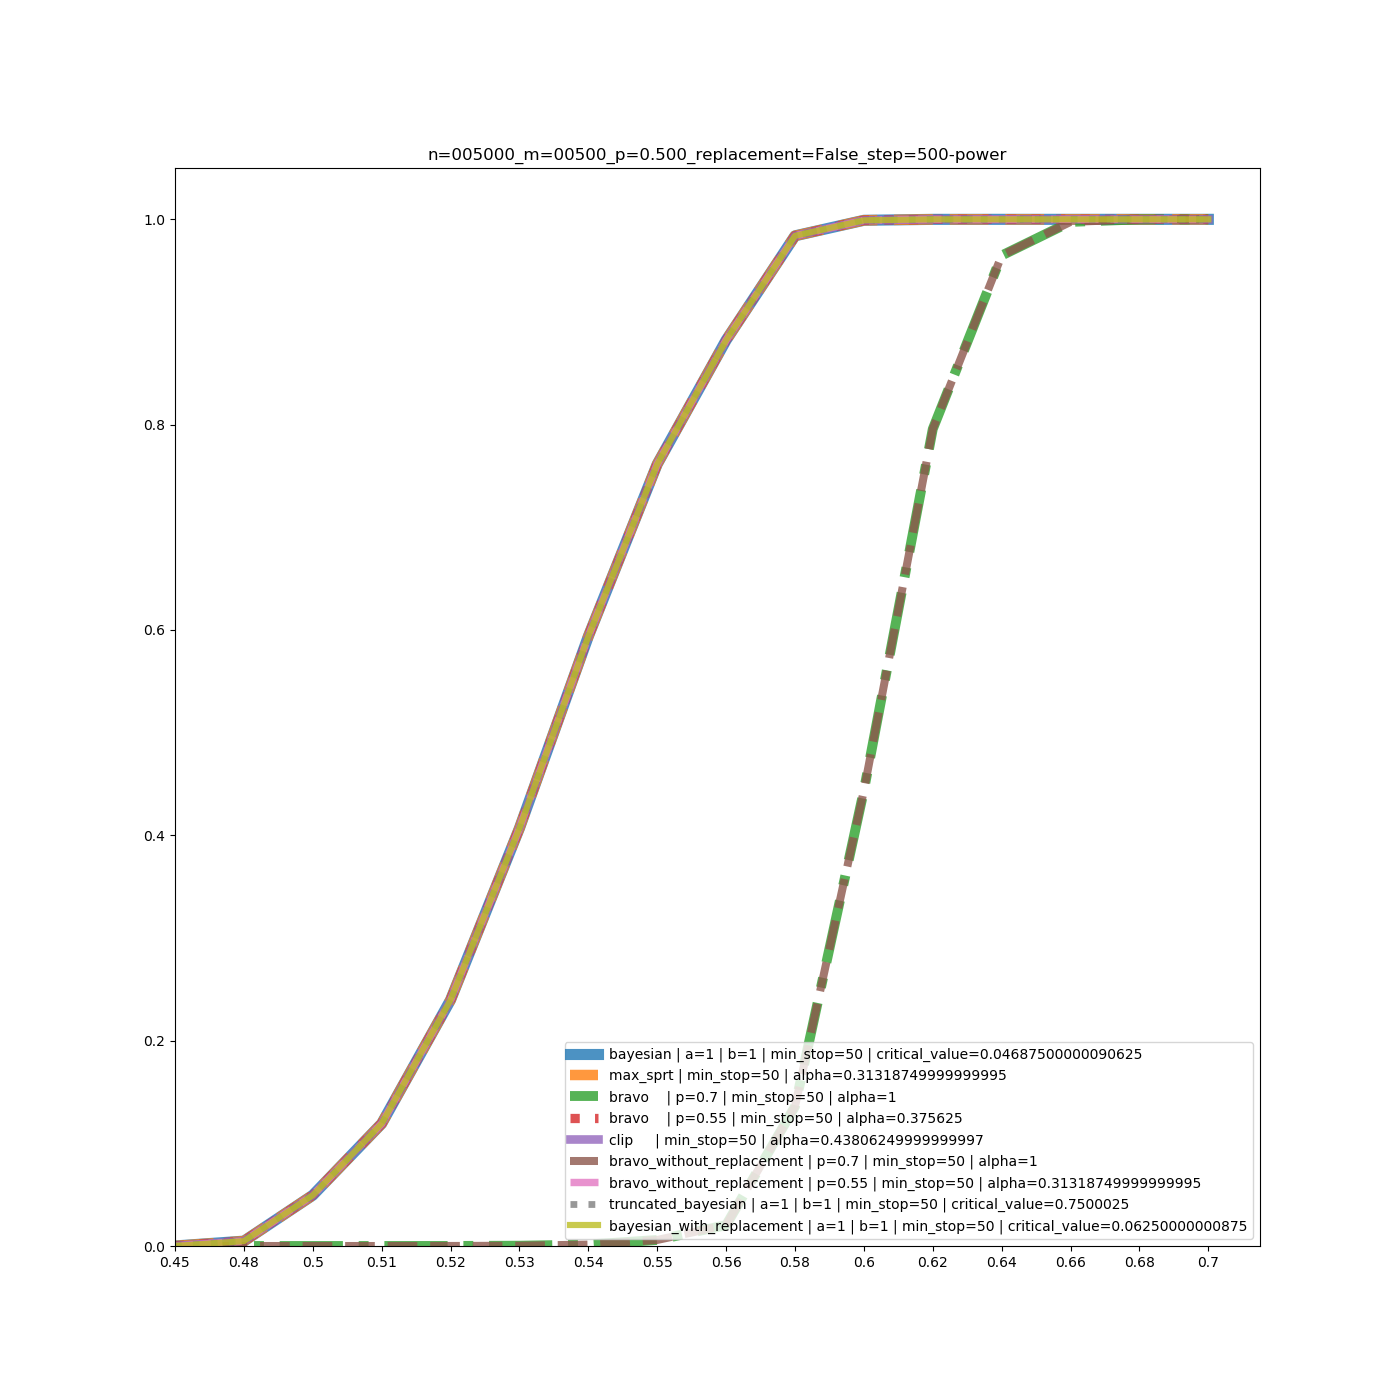 n=005000_m=00500_p=0.500_replacement=False_step=500-power
1.0
0.8
0.6
0.4
0.2
0.0
bayesian | a=1 | b=1 | min_stop=50 | critical_value=0.04687500000090625
max_sprt | min_stop=50 | alpha=0.31318749999999995
bravo | p=0.7 | min_stop=50 | alpha=1
bravo | p=0.55 | min_stop=50 | alpha=0.375625
clip | min_stop=50 | alpha=0.43806249999999997
bravo_without_replacement | p=0.7 | min_stop=50 | alpha=1
bravo_without_replacement | p=0.55 | min_stop=50 | alpha=0.31318749999999995
truncated_bayesian | a=1 | b=1 | min_stop=50 | critical_value=0.7500025
bayesian_with_replacement | a=1 | b=1 | min_stop=50 | critical_value=0.06250000000875
0.45 0.48 0.5 0.51 0.52 0.53 0.54 0.55 0.56 0.58 0.6 0.62 0.64 0.66 0.68 0.7